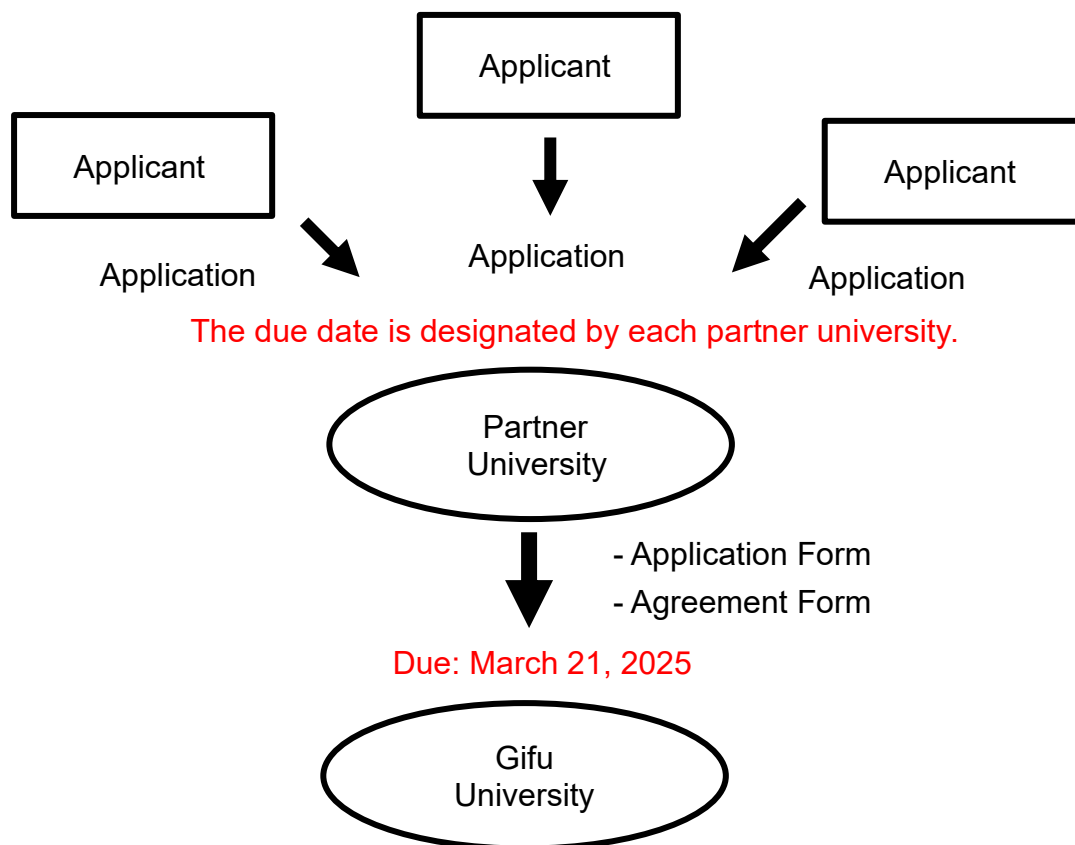 Applicant
Applicant
Applicant
Application
Application
Application
The due date is designated by each partner university.
Partner
University
- Application Form
- Agreement Form
Due: March 21, 2025
Gifu
University